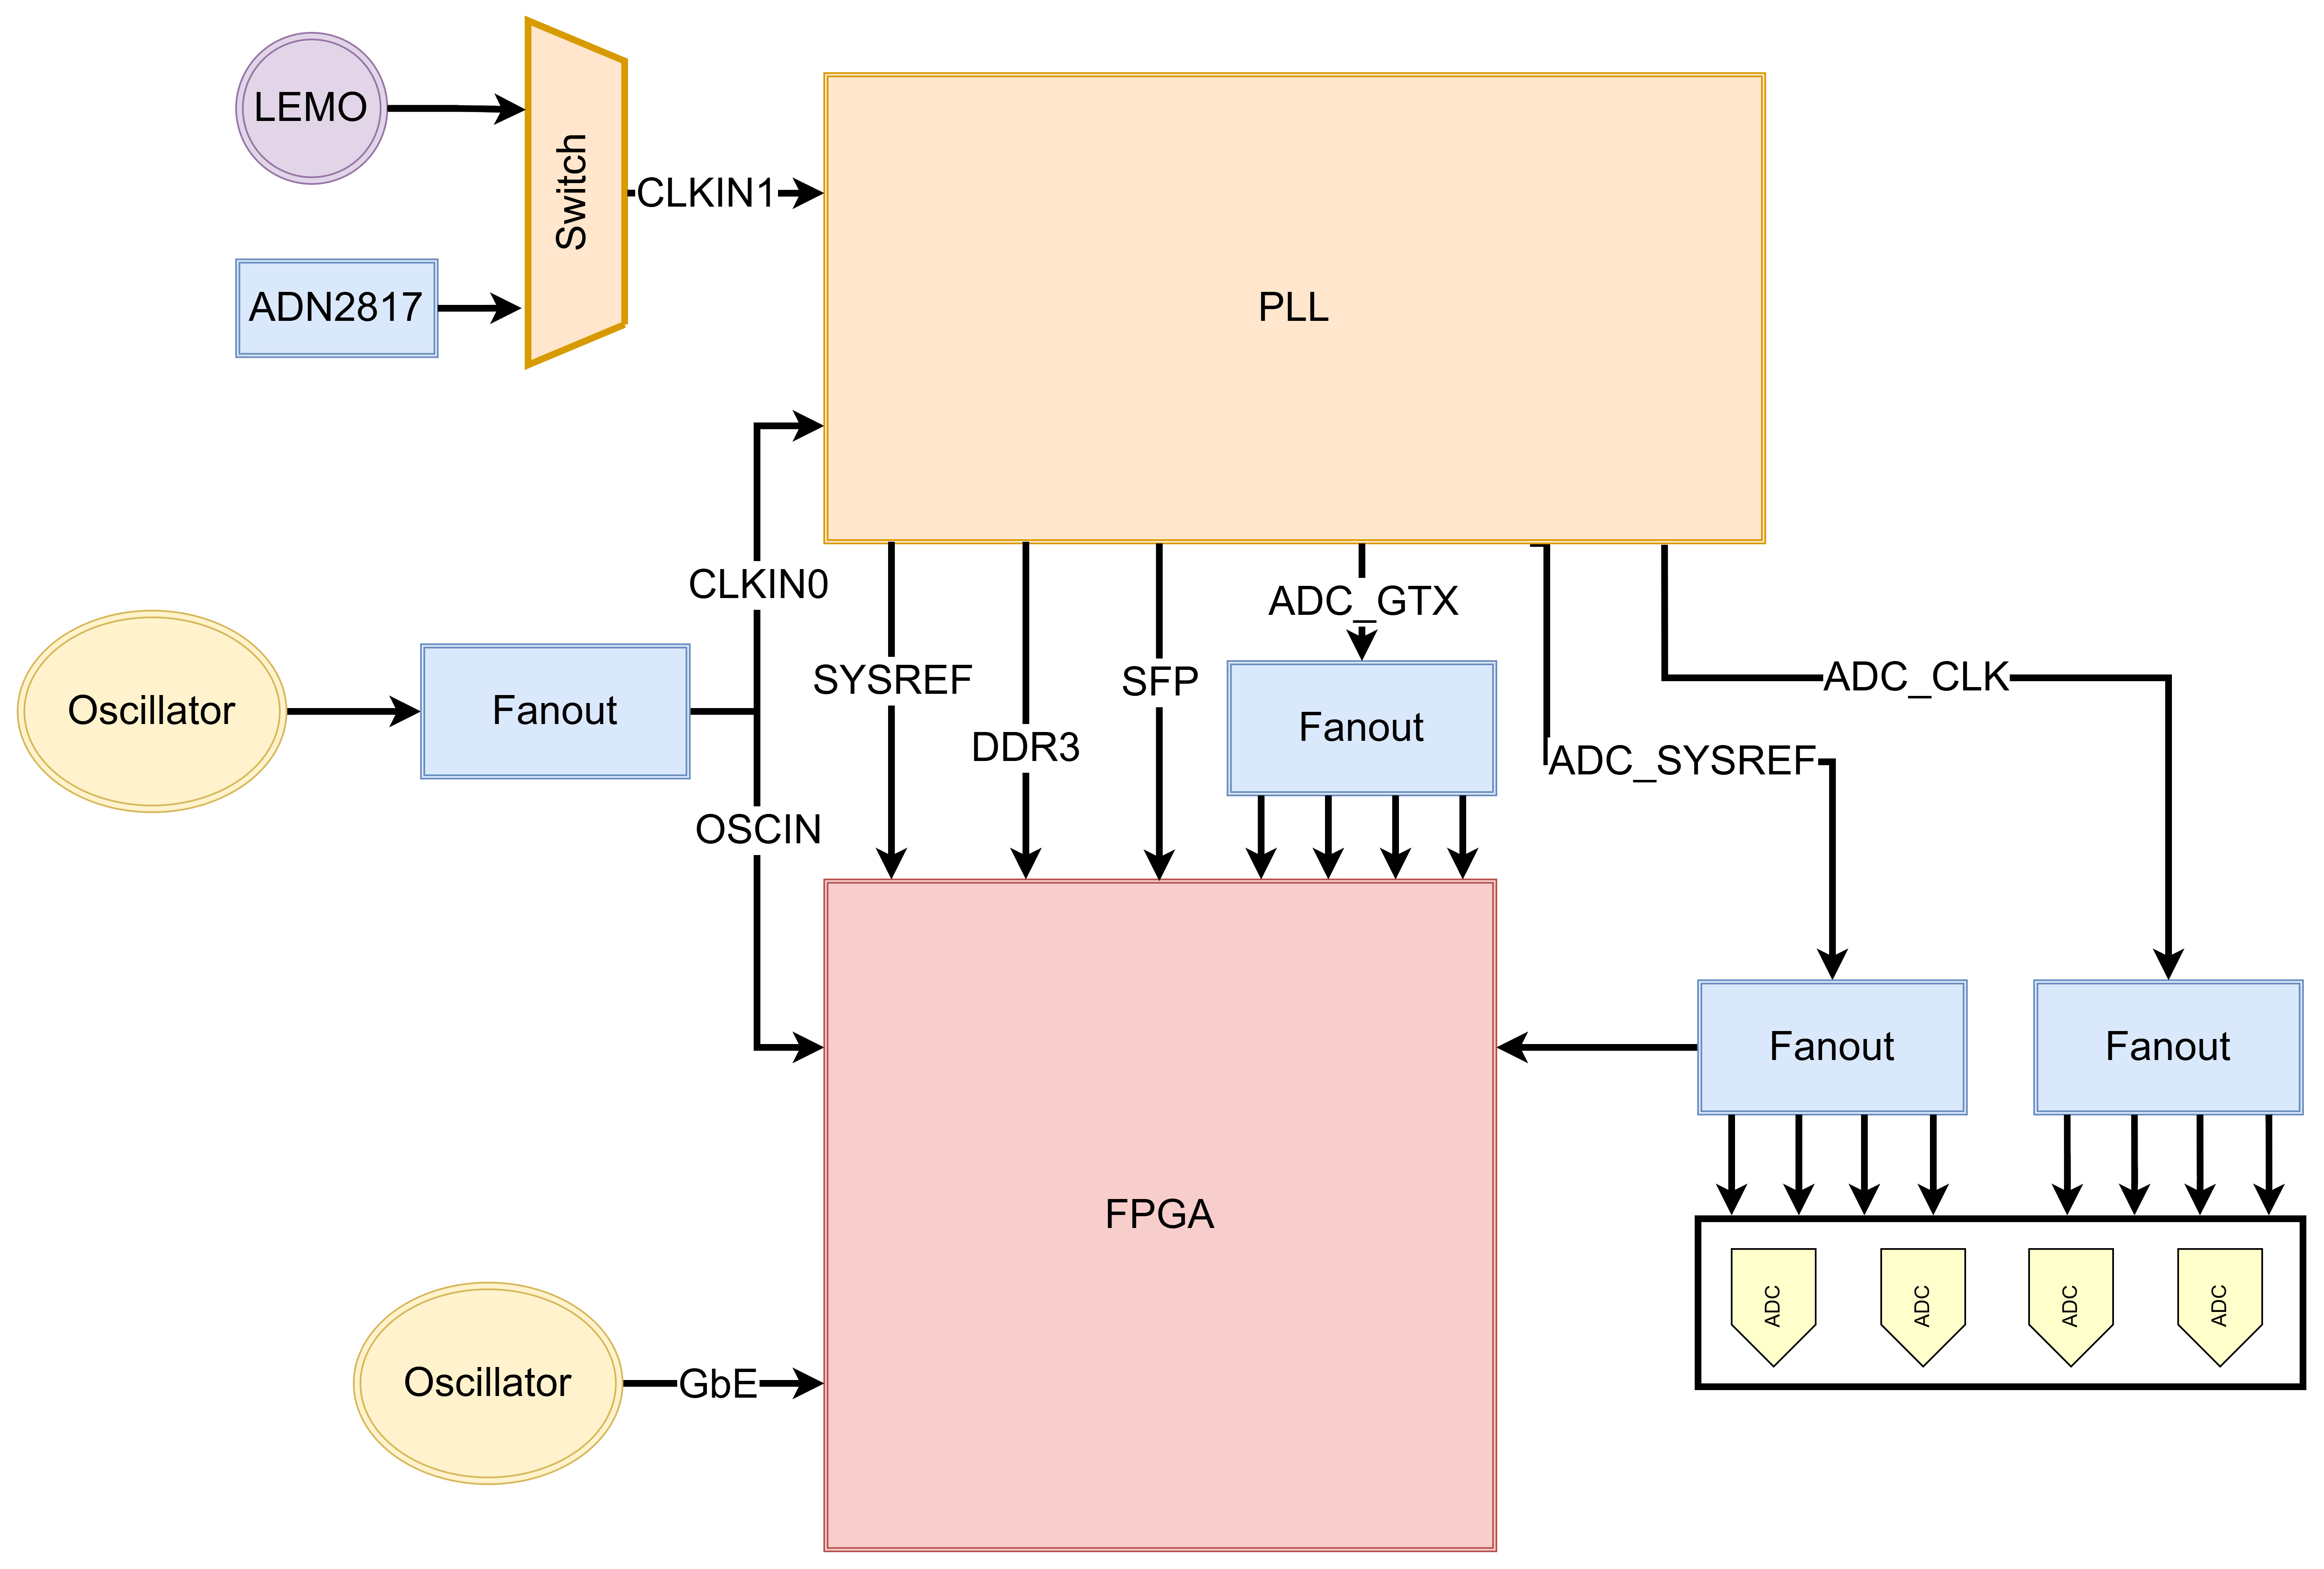 LEMO
Switch
CLKIN1
ADN2817
PLL
CLKIN0
ADC_GTX
SYSREF
SFP
ADC_CLK
Oscillator
Fanout
Fanout
DDR3
ADC_SYSREF
OSCIN
Fanout
Fanout
FPGA
ADC
ADC
ADC
ADC
Oscillator
GbE